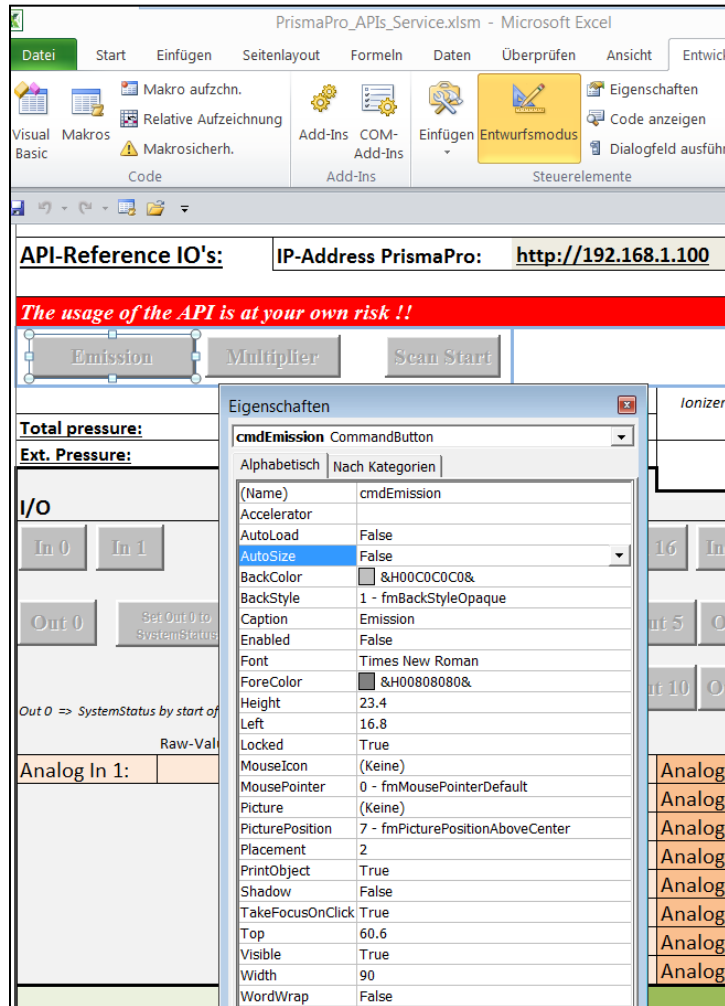 PrismaPro_APIs_Service.xlsm - Microsoft Excel
Datei Start Einfügen Seitenlayout Formeln Daten Überprüfen Ansicht Entwick
Visual Basic
Makros
Makro aufzchn.
Relative Aufzeichnung
Makrosicherh.
Add-Ins
COM-Add-Ins
Einfügen
Entwurfsmodus
Eigenschaften
Code anzeigen
Dialogfeld ausführ
Code Add-Ins Steuerelemente
API-Reference IO's: IP-Address PrismaPro: http://192.168.1.100
The usage of the API is at your own risk !!
Emission Multiplier Scan Start
Ionizer
Total pressure:
Ext. Pressure:
I/O
In 0 In 1 16 In
Out 0 Set Out 0 to
SystemStatus
ut 5 O
ut 10 O
Out 0 => SystemStatus by start of
Raw-Valu
Analog In 1:
Analog
Analog
Analog
Analog
Analog
Analog
Analog
Analog
Eigenschaften
cmdEmission CommandButton
Alphabetisch Nach Kategorien
(Name) cmdEmission
Accelerator
AutoLoad False
AutoSize False
BackColor &H00C0C0C0&
BackStyle 1 - fmBackStyleOpaque
Caption Emission
Enabled False
Font Times New Roman
ForeColor &H00808080&
Height 23.4
Left 16.8
Locked True
MouseIcon (Keine)
MousePointer 0 - fmMousePointerDefault
Picture (Keine)
PicturePosition 7 - fmPicturePositionAboveCenter
Placement 2
PrintObject True
Shadow False
TakeFocusOnClick True
Top 60.6
Visible True
Width 90
WordWrap False